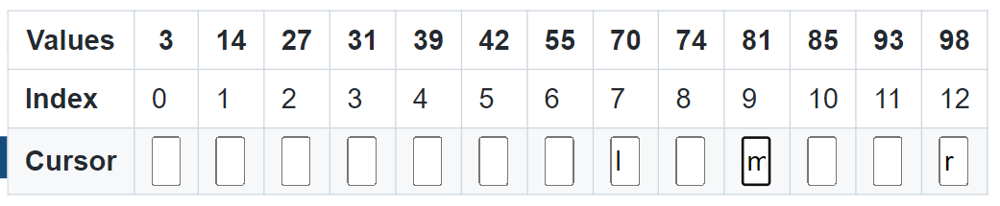 Values 3 14 27 31 39 42 55 70 74 81 85 93 98
Index 0 1 2 3 4 5 6 7 8 9 10 11 12
Cursor l m r